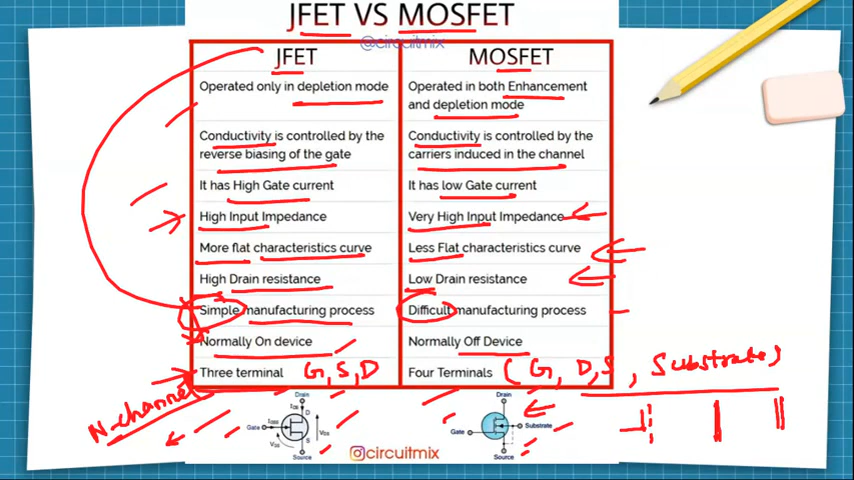 JFET VS MOSFET
@circuitmix
JFET
MOSFET
Operated only in depletion mode
Operated in both Enhancement
and depletion mode
Conductivity is controlled by the
reverse biasing of the gate
Conductivity is controlled by the
carriers induced in the channel
It has High Gate current
It has low Gate current
High Input Impedance
Very High Input Impedance
More flat characteristics curve
Less Flat characteristics curve
High Drain resistance
Low Drain resistance
Simple manufacturing process
Difficult manufacturing process
Normally On device
Normally Off Device
Three terminal G, S, D
Four Terminals ( G, D, S, Substrate)
N-channel
Drain
D
Gate
S
Source
Drain
Gate
Substrate
Source
@circuitmix